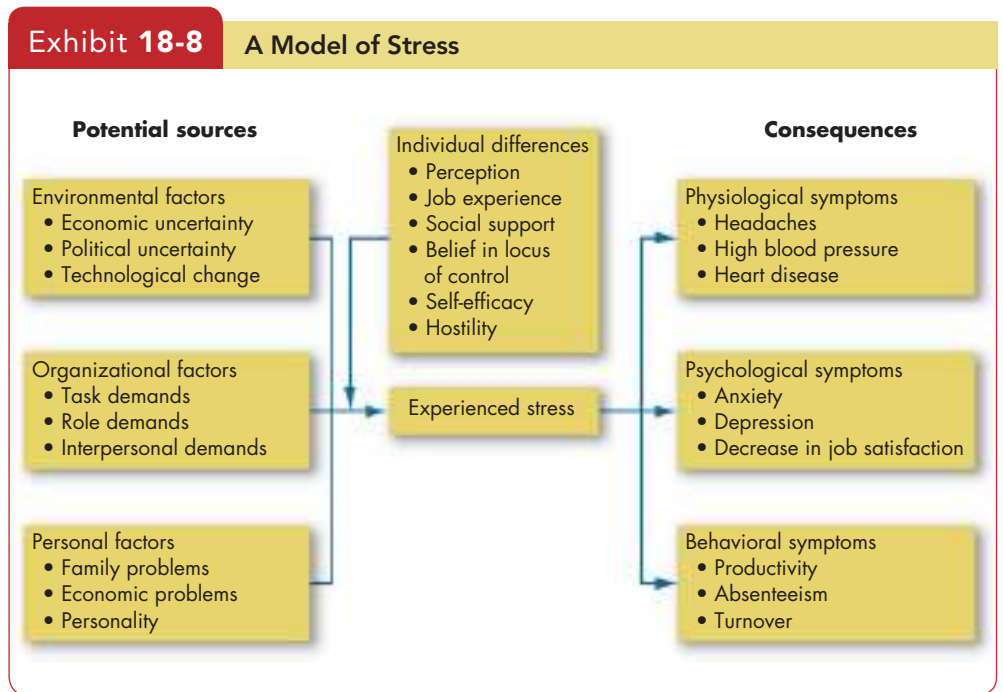 Exhibit 18-8
A Model of Stress
Potential sources
Environmental factors
• Economic uncertainty
• Political uncertainty
• Technological change
Organizational factors
• Task demands
• Role demands
• Interpersonal demands
Personal factors
• Family problems
• Economic problems
• Personality
Individual differences
• Perception
• Job experience
• Social support
• Belief in locus
of control
• Self-efficacy
• Hostility
Experienced stress
Consequences
Physiological symptoms
• Headaches
• High blood pressure
• Heart disease
Psychological symptoms
• Anxiety
• Depression
• Decrease in job satisfaction
Behavioral symptoms
• Productivity
• Absenteeism
• Turnover